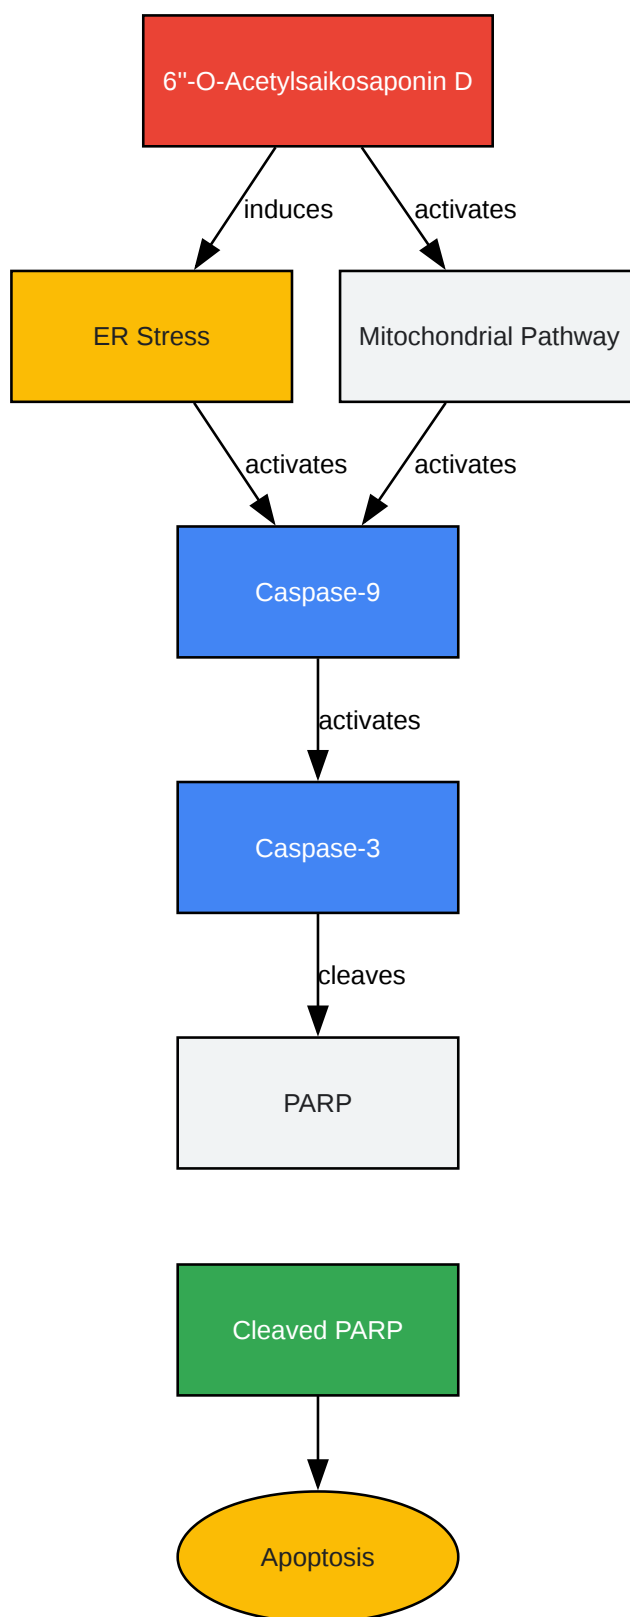 6"-O-Acetylsaikosaponin D
induces
activates
ER Stress
Mitochondrial Pathway
activates
activates
Caspase-9
activates
Caspase-3
cleaves
PARP
Cleaved PARP
Apoptosis